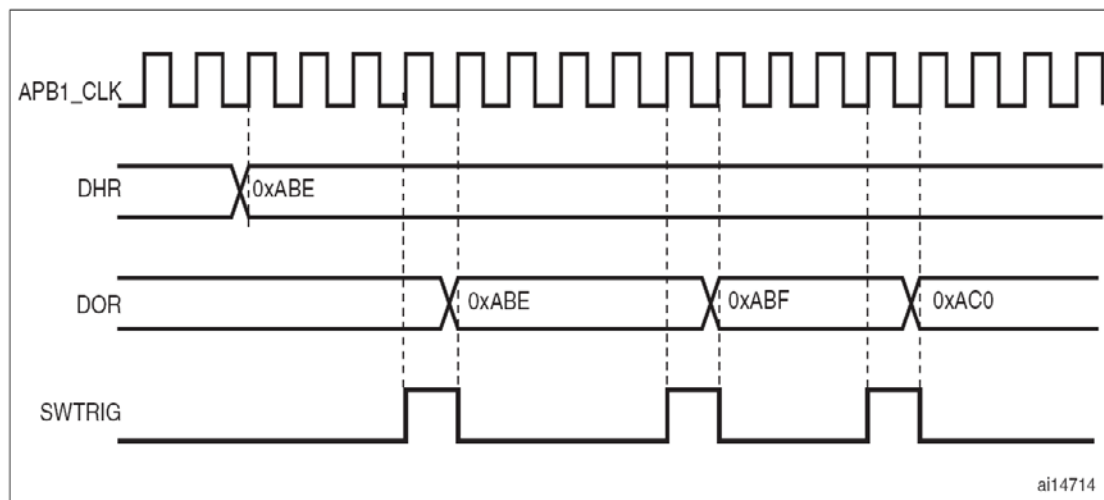 APB1_CLK
DHR
0xABE
DOR
0xABE
0xABF
0xAC0
SWTRIG
ai14714